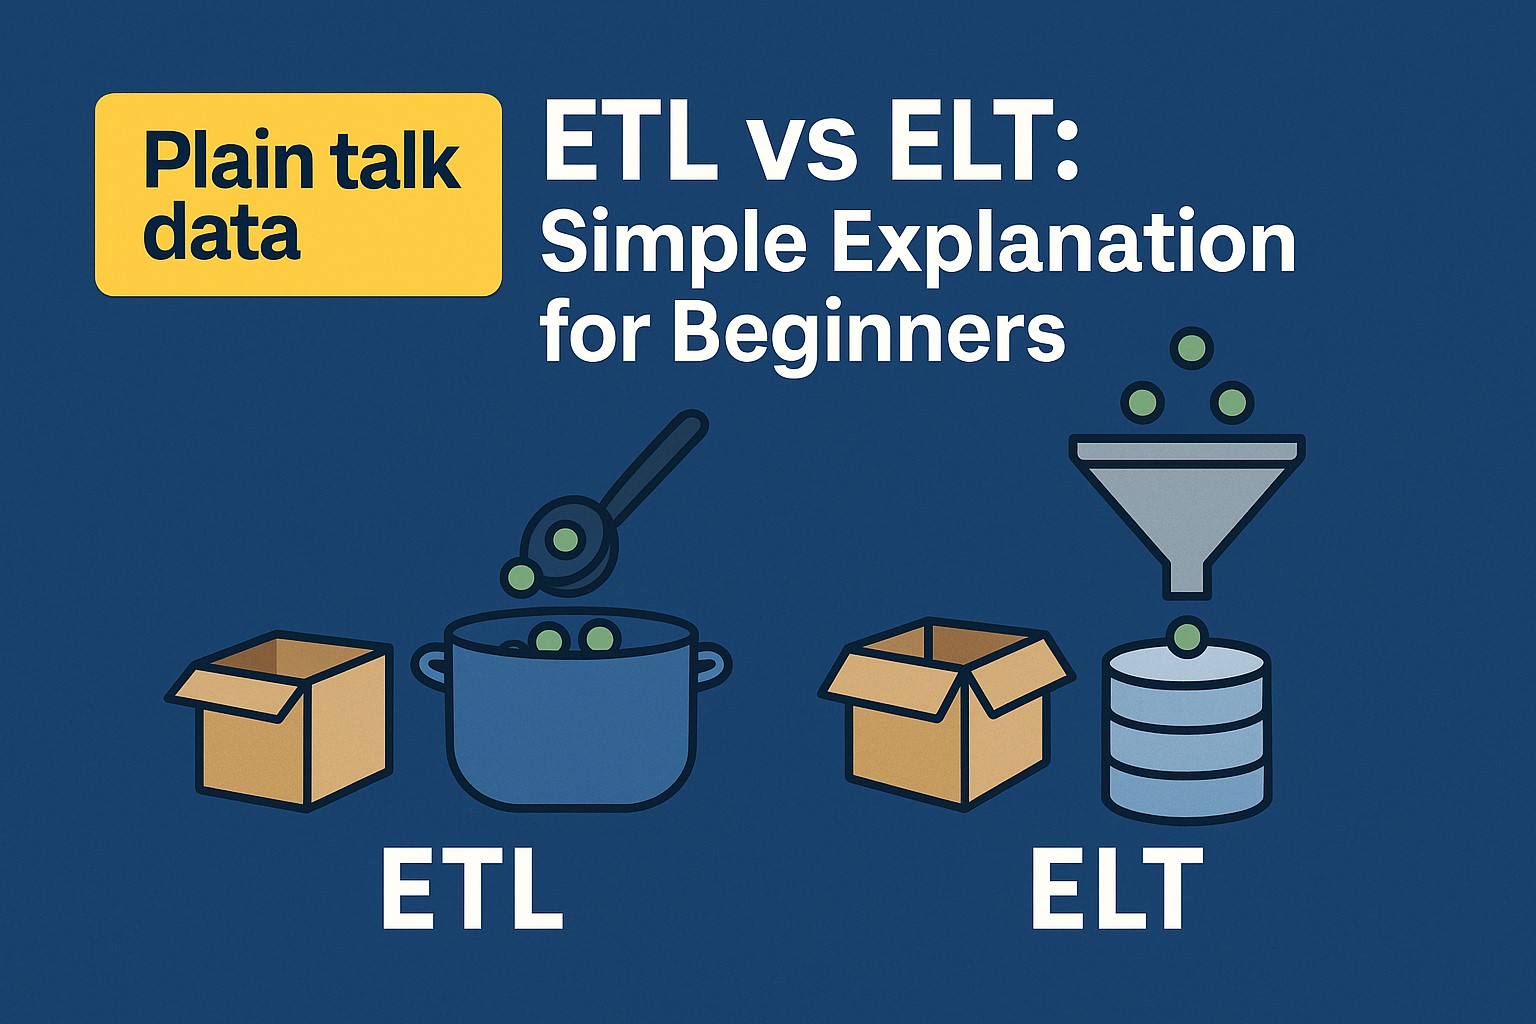 Plain talk
data
ETL vs ELT:
Simple Explanation
for Beginners
ETL
ELT